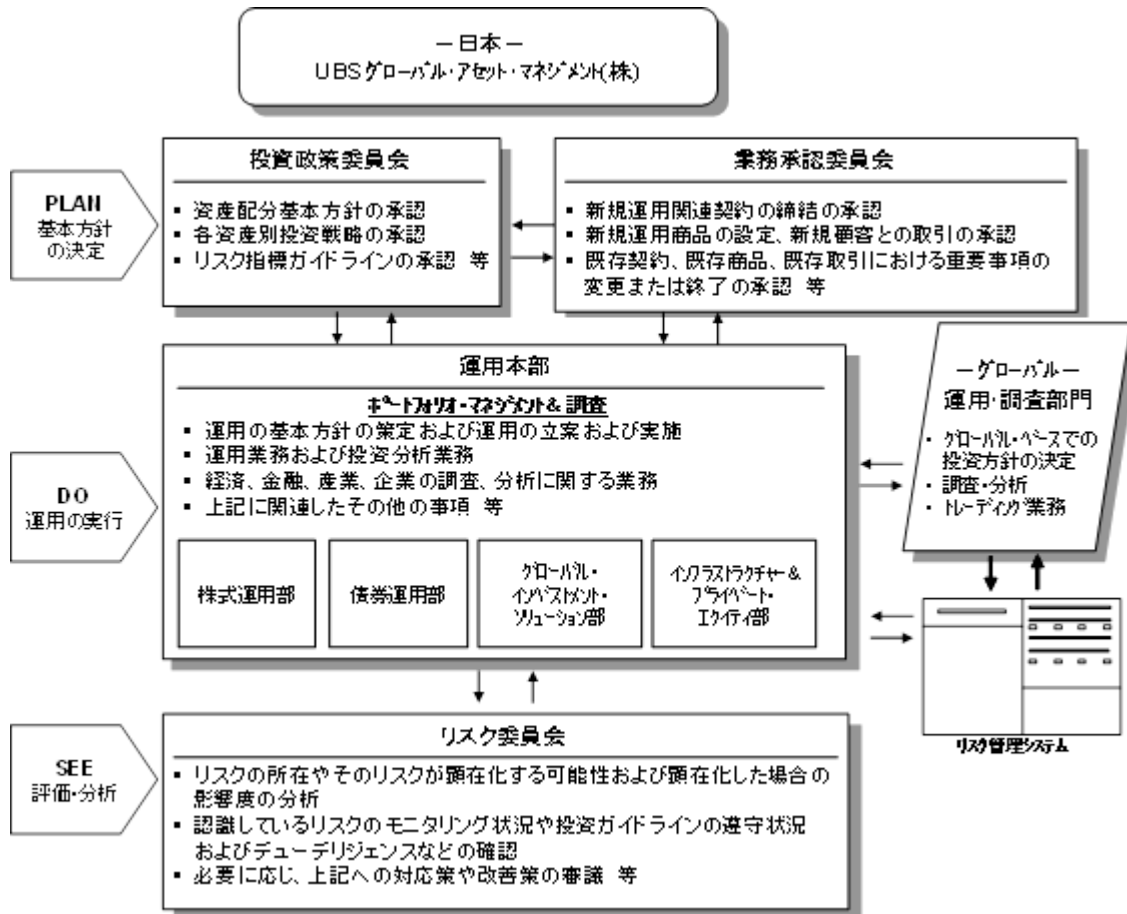 －日本－
UBSグローバル・アセット・マネジメント(株)
PLAN
基本方針
の決定
投資政策委員会
▪ 資産配分基本方針の承認
▪ 各資産別投資戦略の承認
▪ リスク指標ガイドラインの承認 等
業務承認委員会
▪ 新規運用関連契約の締結の承認
▪ 新規運用商品の設定、新規顧客との取引の承認
▪ 既存契約、既存商品、既存取引における重要事項の
変更または終了の承認 等
DO
運用の実行
運用本部
ポートフォリオ・マネジメント＆調査
▪ 運用の基本方針の策定および運用の立案および実施
▪ 運用業務および投資分析業務
▪ 経済、金融、産業、企業の調査、分析に関する業務
▪ 上記に関連したその他の事項 等
株式運用部
債券運用部
グローバル・
インベストメント・
ソリューション部
インフラストラクチャー＆
プライベート・
エクイティ部
―グローバル―
運用・調査部門
▪ グローバル・ベースでの
投資方針の決定
▪ 調査・分析
▪ トレーディング業務
リスク管理システム
SEE
評価・分析
リスク委員会
▪ リスクの所在やそのリスクが顕在化する可能性および顕在化した場合の
影響度の分析
▪ 認識しているリスクのモニタリング状況や投資ガイドラインの遵守状況
およびデューデリジェンスなどの確認
▪ 必要に応じ、上記への対応策や改善策の審議 等